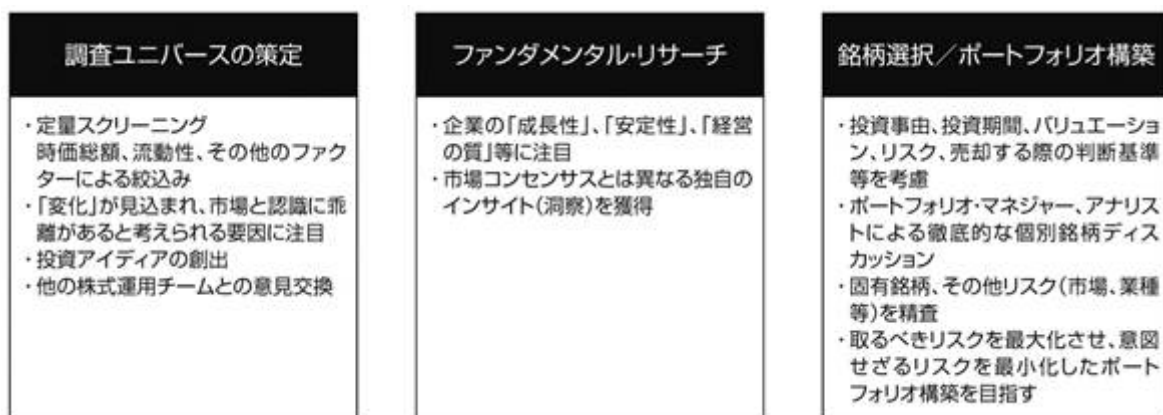 調査ユニバースの策定
・定量スクリーニング
時価総額、流動性、その他のファク
ターによる絞込み
・「変化」が見込まれ、市場と認識に乖
離があると考えられる要因に注目
・投資アイディアの創出
・他の株式運用チームとの意見交換
ファンダメンタル・リサーチ
・企業の「成長性」、「安定性」、「経営
の質」等に注目
・市場コンセンサスとは異なる独自の
インサイト(洞察)を獲得
銘柄選択／ポートフォリオ構築
・投資事由、投資期間、バリュエーショ
ン、リスク、売却する際の判断基準
等を考慮
・ポートフォリオ・マネジャー、アナリス
トによる徹底的な個別銘柄ディス
カッション
・固有銘柄、その他リスク(市場、業種
等)を精査
・取るべきリスクを最大化させ、意図
せざるリスクを最小化したポート
フォリオ構築を目指す